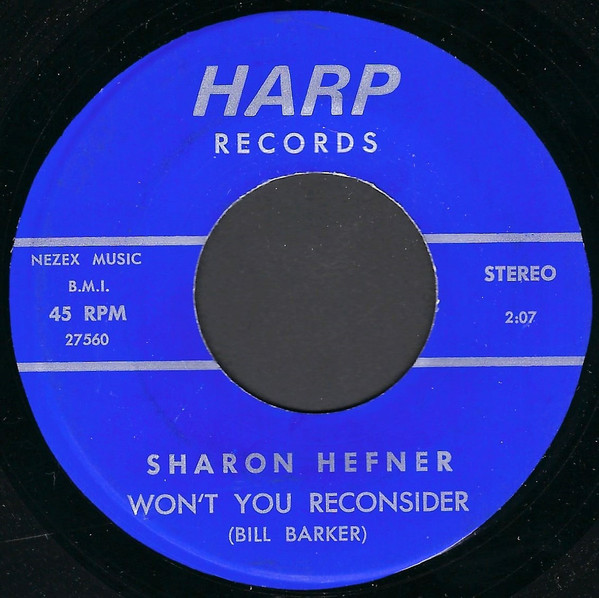 HARP
RECORDS
NEZEX MUSIC
B.M.I.
45 RPM
27560
STEREO
2:07
SHARON HEFNER
WON'T YOU RECONSIDER
(BILL BARKER)